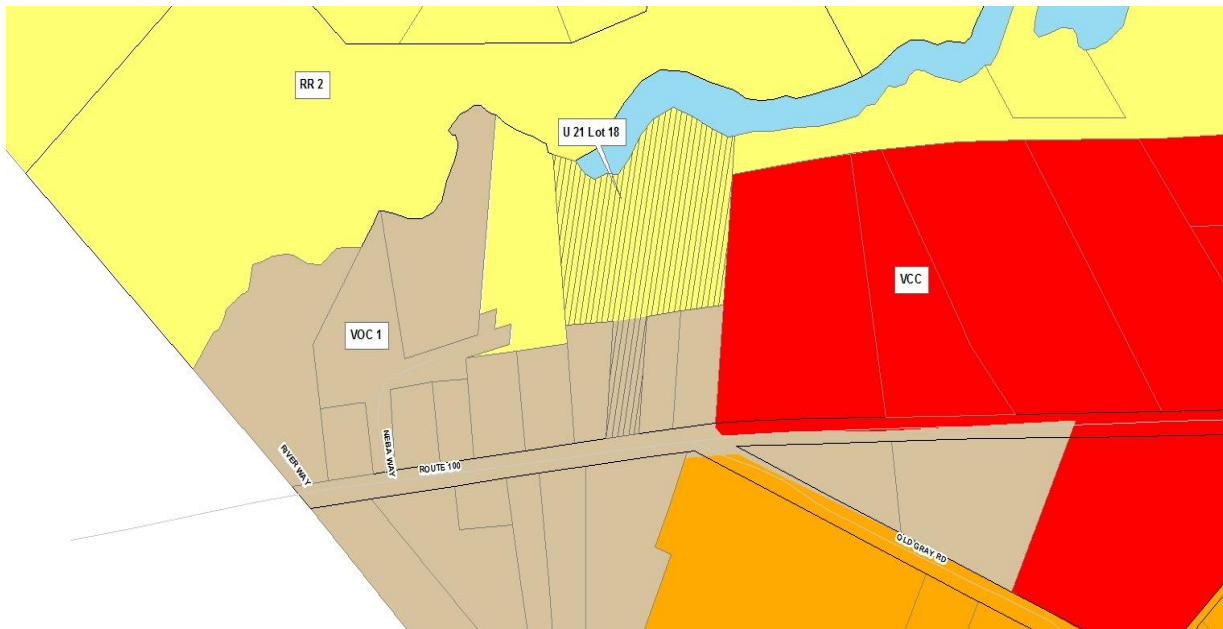 RR 2
U 21 Lot 18
VCC
VOC 1
RIVER WAY
NEBA WAY
ROUTE 100
OLD GRAY RD